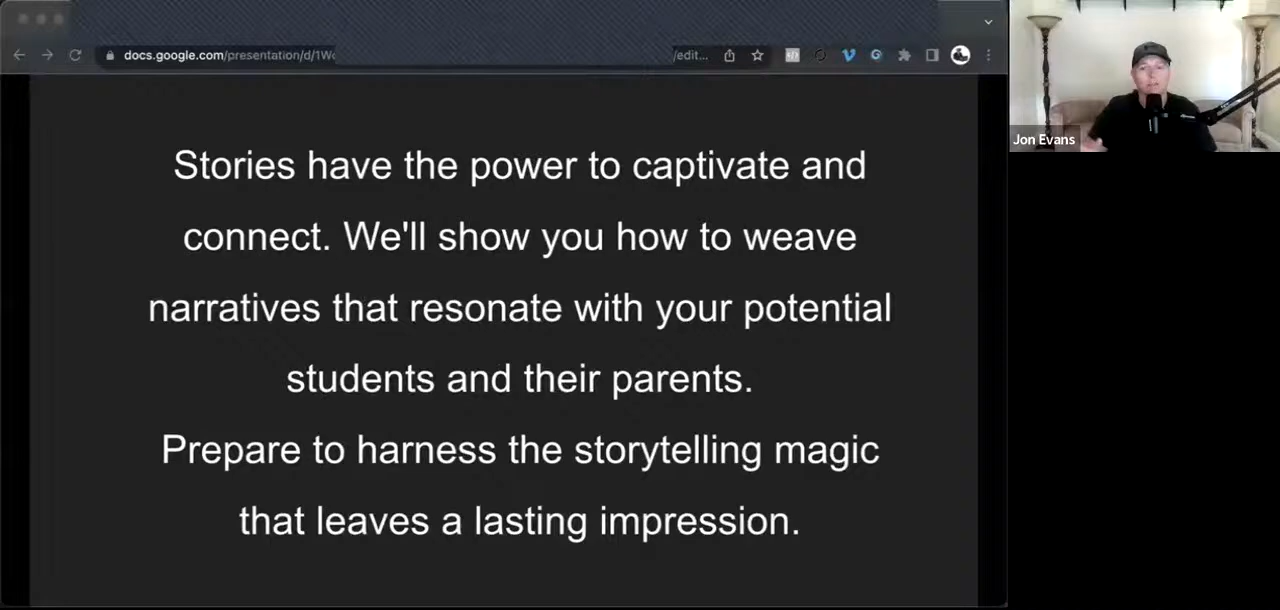 docs.google.com/presentation/d/1W
/edit...
Stories have the power to captivate and
connect. We'll show you how to weave
narratives that resonate with your potential
students and their parents.
Prepare to harness the storytelling magic
that leaves a lasting impression.
Jon Evans